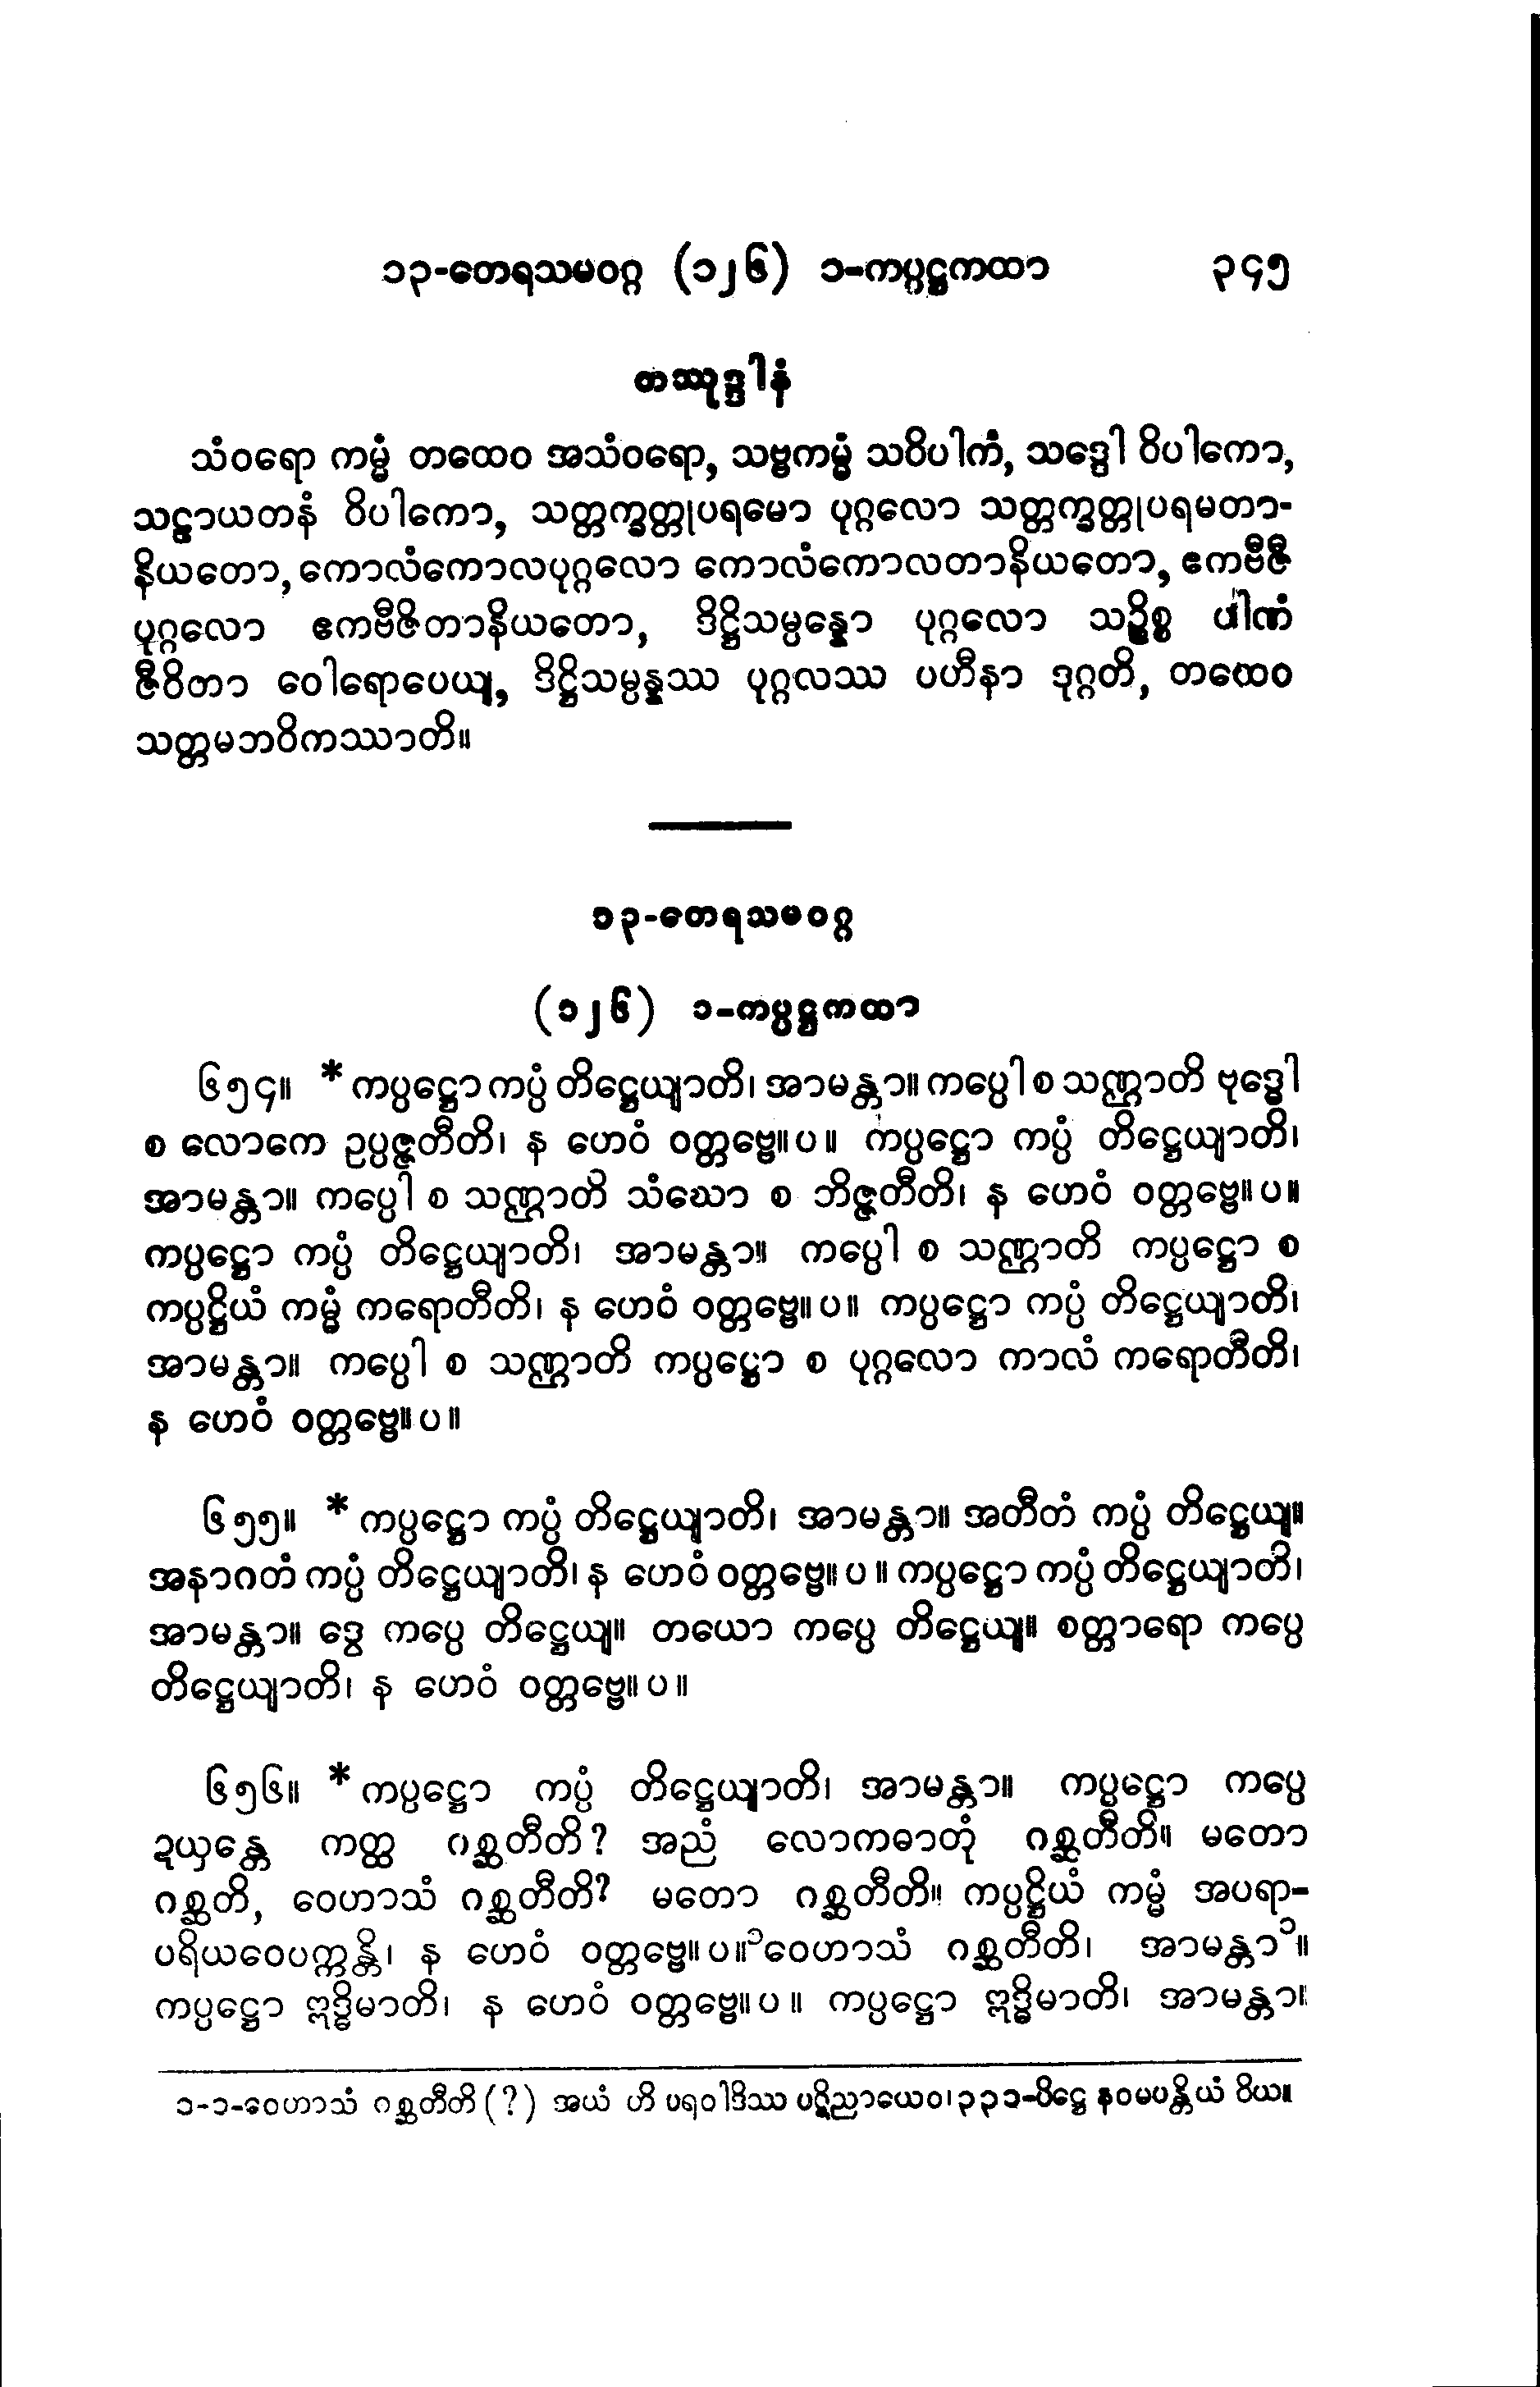 ၁၃-တေရသမဝဂ္ဂ (၁၂၆) ၁-ကပ္ပဋ္ဌကထာ ၃၄၅
တဿုဒ္ဒါနံ
သံဝရော ကမ္မံ တထေဝ အသံဝရော, သဗ္ဗကမ္မံ သဝိပါကံ, သဒ္ဒေါ ဝိပါကော,
သဠာယတနံ ဝိပါကော, သတ္တက္ခတ္တုပရမော ပုဂ္ဂလော သတ္တက္ခတ္တုပရမတာ-
နိယတော, ကောလံကောလပုဂ္ဂလော ကောလံကောလတာနိယတော, ဧကဗီဇီ
ပုဂ္ဂလော ဧကဗီဇိတာနိယတော, ဒိဋ္ဌိသမ္ပန္နော ပုဂ္ဂလော သဉ္စိစ္စ ပါဏံ
ဇီဝိတာ ဝေါရောပေယျ, ဒိဋ္ဌိသမ္ပန္နဿ ပုဂ္ဂလဿ ပဟီနာ ဒုဂ္ဂတိ, တထေဝ
သတ္တမဘဝိကဿာတိ။
၁၃-တေရသမဝဂ္ဂ
(၁၂၆) ၁-ကပ္ပဋ္ဌကထာ
၆၅၄။ * ကပ္ပဋ္ဌော ကပ္ပံ တိဋ္ဌေယျာတိ၊ အာမန္တာ။ ကပ္ပေါ စ သဏ္ဌာတိ ဗုဒ္ဓေါ
စ လောကေ ဥပ္ပဇ္ဇတီတိ၊ န ဟေဝံ ဝတ္တဗ္ဗေ။ပ။ ကပ္ပဋ္ဌော ကပ္ပံ တိဋ္ဌေယျာတိ၊
အာမန္တာ။ ကပ္ပေါ စ သဏ္ဌာတိ သံဃော စ ဘိဇ္ဇတီတိ၊ န ဟေဝံ ဝတ္တဗ္ဗေ။ပ။
ကပ္ပဋ္ဌော ကပ္ပံ တိဋ္ဌေယျာတိ၊ အာမန္တာ။ ကပ္ပေါ စ သဏ္ဌာတိ ကပ္ပဋ္ဌော စ
ကပ္ပဋ္ဌိယံ ကမ္မံ ကရောတီတိ၊ န ဟေဝံ ဝတ္တဗ္ဗေ။ပ။ ကပ္ပဋ္ဌော ကပ္ပံ တိဋ္ဌေယျာတိ၊
အာမန္တာ။ ကပ္ပေါ စ သဏ္ဌာတိ ကပ္ပဋ္ဌော စ ပုဂ္ဂလော ကာလံ ကရောတီတိ၊
န ဟေဝံ ဝတ္တဗ္ဗေ။ပ။
၆၅၅။ * ကပ္ပဋ္ဌော ကပ္ပံ တိဋ္ဌေယျာတိ၊ အာမန္တာ။ အတီတံ ကပ္ပံ တိဋ္ဌေယျ။
အနာဂတံ ကပ္ပံ တိဋ္ဌေယျာတိ၊ န ဟေဝံ ဝတ္တဗ္ဗေ။ပ။ ကပ္ပဋ္ဌော ကပ္ပံ တိဋ္ဌေယျာတိ၊
အာမန္တာ။ ဒွေ ကပ္ပေ တိဋ္ဌေယျ။ တယော ကပ္ပေ တိဋ္ဌေယျ။ စတ္တာရော ကပ္ပေ
တိဋ္ဌေယျာတိ၊ န ဟေဝံ ဝတ္တဗ္ဗေ။ပ။
၆၅၆။ * ကပ္ပဋ္ဌော ကပ္ပံ တိဋ္ဌေယျာတိ၊ အာမန္တာ။ ကပ္ပဋ္ဌော ကပ္ပေ
ဍယှန္တေ ကတ္ထ ဂစ္ဆတီတိ? အညံ လောကဓာတုံ ဂစ္ဆတီတိ။ မတော
ဂစ္ဆတိ, ဝေဟာသံ ဂစ္ဆတီတိ? မတော ဂစ္ဆတီတိ။ ကပ္ပဋ္ဌိယံ ကမ္မံ အပရာ-
ပရိယဝေပက္ကန္တိ၊ န ဟေဝံ ဝတ္တဗ္ဗေ။ပ။ ၁ဝေဟာသံ ဂစ္ဆတီတိ၊ အာမန္တာ၁။
ကပ္ပဋ္ဌော ဣဒ္ဓိမာတိ၊ န ဟေဝံ ဝတ္တဗ္ဗေ။ပ။ ကပ္ပဋ္ဌော ဣဒ္ဓိမာတိ၊ အာမန္တာ။
၁-၁-ဝေဟာသံ ဂစ္ဆတီတိ (?) အယံ ဟိ ပရဝါဒိဿ ပဋိညာယေဝ၊ ၃၃၁-ပိဋ္ဌေ နဝမပန္တိယံ ဝိယ။